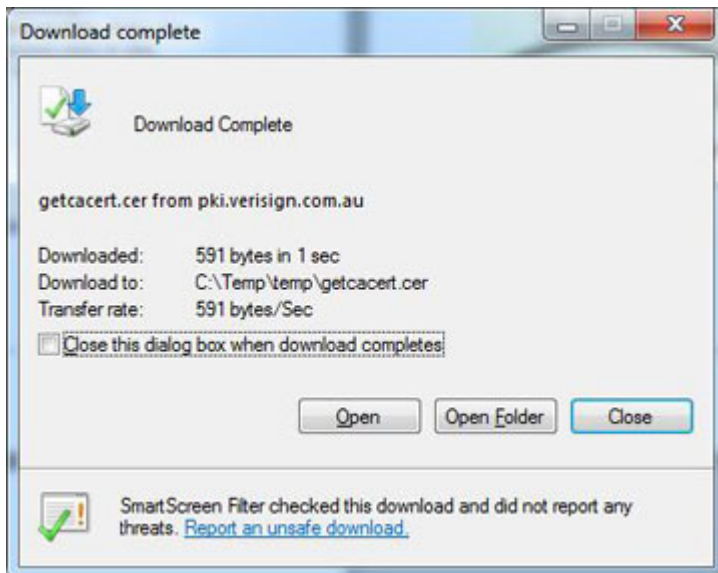 Download complete
Download Complete
getcacert.cer from pki.verisign.com.au
Downloaded: 591 bytes in 1 sec
Download to: C:\Temp\temp\getcacert.cer
Transfer rate: 591 bytes/Sec
Close this dialog box when download completes
Open Open Folder Close
SmartScreen Filter checked this download and did not report any
threats. Report an unsafe download.